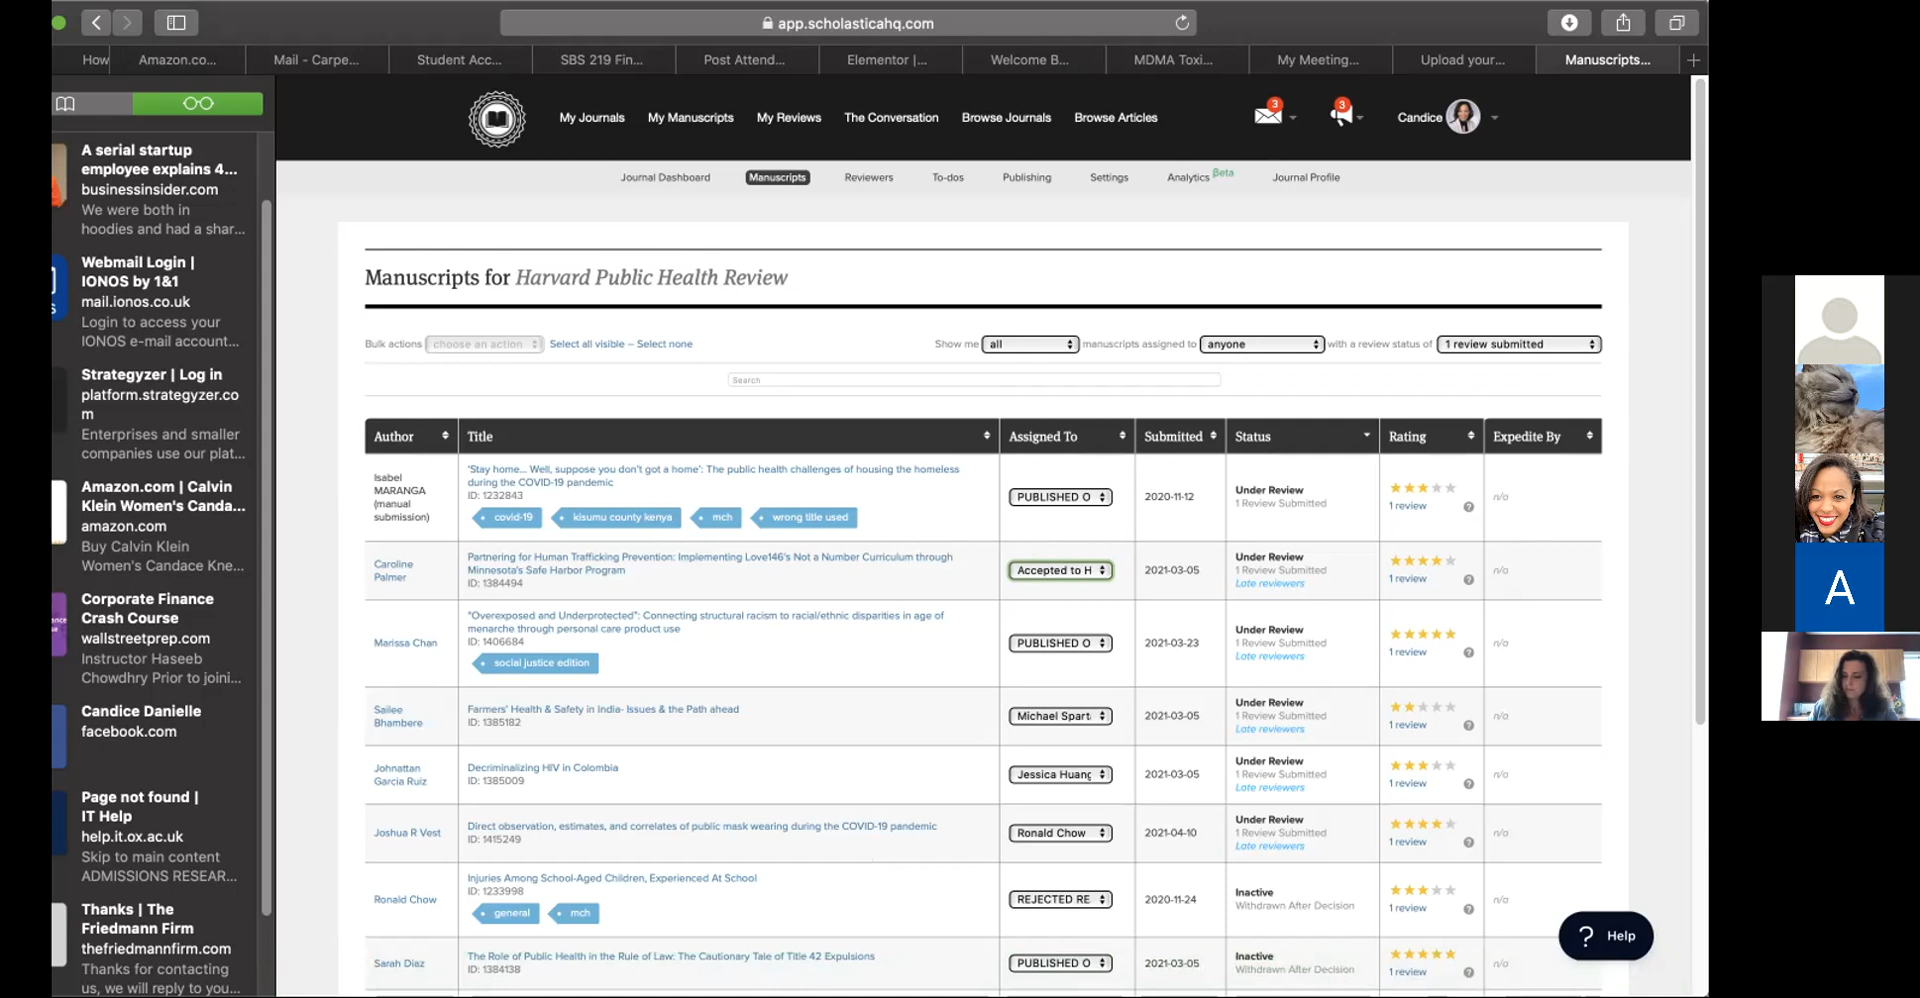 app.scholasticahq.com
How
Amazon.co...
Mail - Carpe...
Student Acc...
SBS 219 Fin...
Post Attend...
Elementor |...
Welcome B...
MDMA Toxi...
My Meeting...
Upload your...
Manuscripts...
A serial startup
employee explains 4...
businessinsider.com
We were both in
hoodies and had a shar...
Webmail Login |
IONOS by 1&1
mail.ionos.co.uk
Login to access your
IONOS e-mail account...
Strategyzer | Log in
platform.strategyzer.co
m
Enterprises and smaller
companies use our plat...
Amazon.com | Calvin
Klein Women's Canda...
amazon.com
Buy Calvin Klein
Women's Candace Kne...
Corporate Finance
Crash Course
wallstreetprep.com
Instructor Haseeb
Chowdhry Prior to joini...
Candice Danielle
facebook.com
Page not found |
IT Help
help.it.ox.ac.uk
Skip to main content
ADMISSIONS RESEAR...
Thanks | The
Friedmann Firm
thefriedmannfirm.com
Thanks for contacting
us, we will reply to you...
My Journals
My Manuscripts
My Reviews
The Conversation
Browse Journals
Browse Articles
3
3
Candice
Journal Dashboard
Manuscripts
Reviewers
To-dos
Publishing
Settings
Analytics Beta
Journal Profile
Manuscripts for Harvard Public Health Review
Bulk actions choose an action Select all visible – Select none
Show me all manuscripts assigned to anyone with a review status of 1 review submitted
Search
Author Title Assigned To Submitted Status Rating Expedite By
Isabel
MARANGA
(manual
submission)
'Stay home... Well, suppose you don't got a home': The public health challenges of housing the homeless
during the COVID-19 pandemic
ID: 1232843
covid-19 kisumu county kenya mch wrong title used
PUBLISHED O
2020-11-12
Under Review
1 Review Submitted
1 review
n/a
Caroline
Palmer
Partnering for Human Trafficking Prevention: Implementing Love146's Not a Number Curriculum through
Minnesota's Safe Harbor Program
ID: 1384494
Accepted to H
2021-03-05
Under Review
1 Review Submitted
Late reviewers
1 review
n/a
Marissa Chan
"Overexposed and Underprotected": Connecting structural racism to racial/ethnic disparities in age of
menarche through personal care product use
ID: 1406684
social justice edition
PUBLISHED O
2021-03-23
Under Review
1 Review Submitted
Late reviewers
1 review
n/a
Sailee
Bhambere
Farmers' Health & Safety in India- Issues & the Path ahead
ID: 1385182
Michael Spart
2021-03-05
Under Review
1 Review Submitted
Late reviewers
1 review
n/a
Johnattan
Garcia Ruiz
Decriminalizing HIV in Colombia
ID: 1385009
Jessica Huang
2021-03-05
Under Review
1 Review Submitted
Late reviewers
1 review
n/a
Joshua R Vest
Direct observation, estimates, and correlates of public mask wearing during the COVID-19 pandemic
ID: 1415249
Ronald Chow
2021-04-10
Under Review
1 Review Submitted
Late reviewers
1 review
n/a
Ronald Chow
Injuries Among School-Aged Children, Experienced At School
ID: 1233998
general mch
REJECTED RE
2020-11-24
Inactive
Withdrawn After Decision
1 review
n/a
Sarah Diaz
The Role of Public Health in the Rule of Law: The Cautionary Tale of Title 42 Expulsions
ID: 1384138
PUBLISHED O
2021-03-05
Inactive
Withdrawn After Decision
1 review
n/a
? Help
A